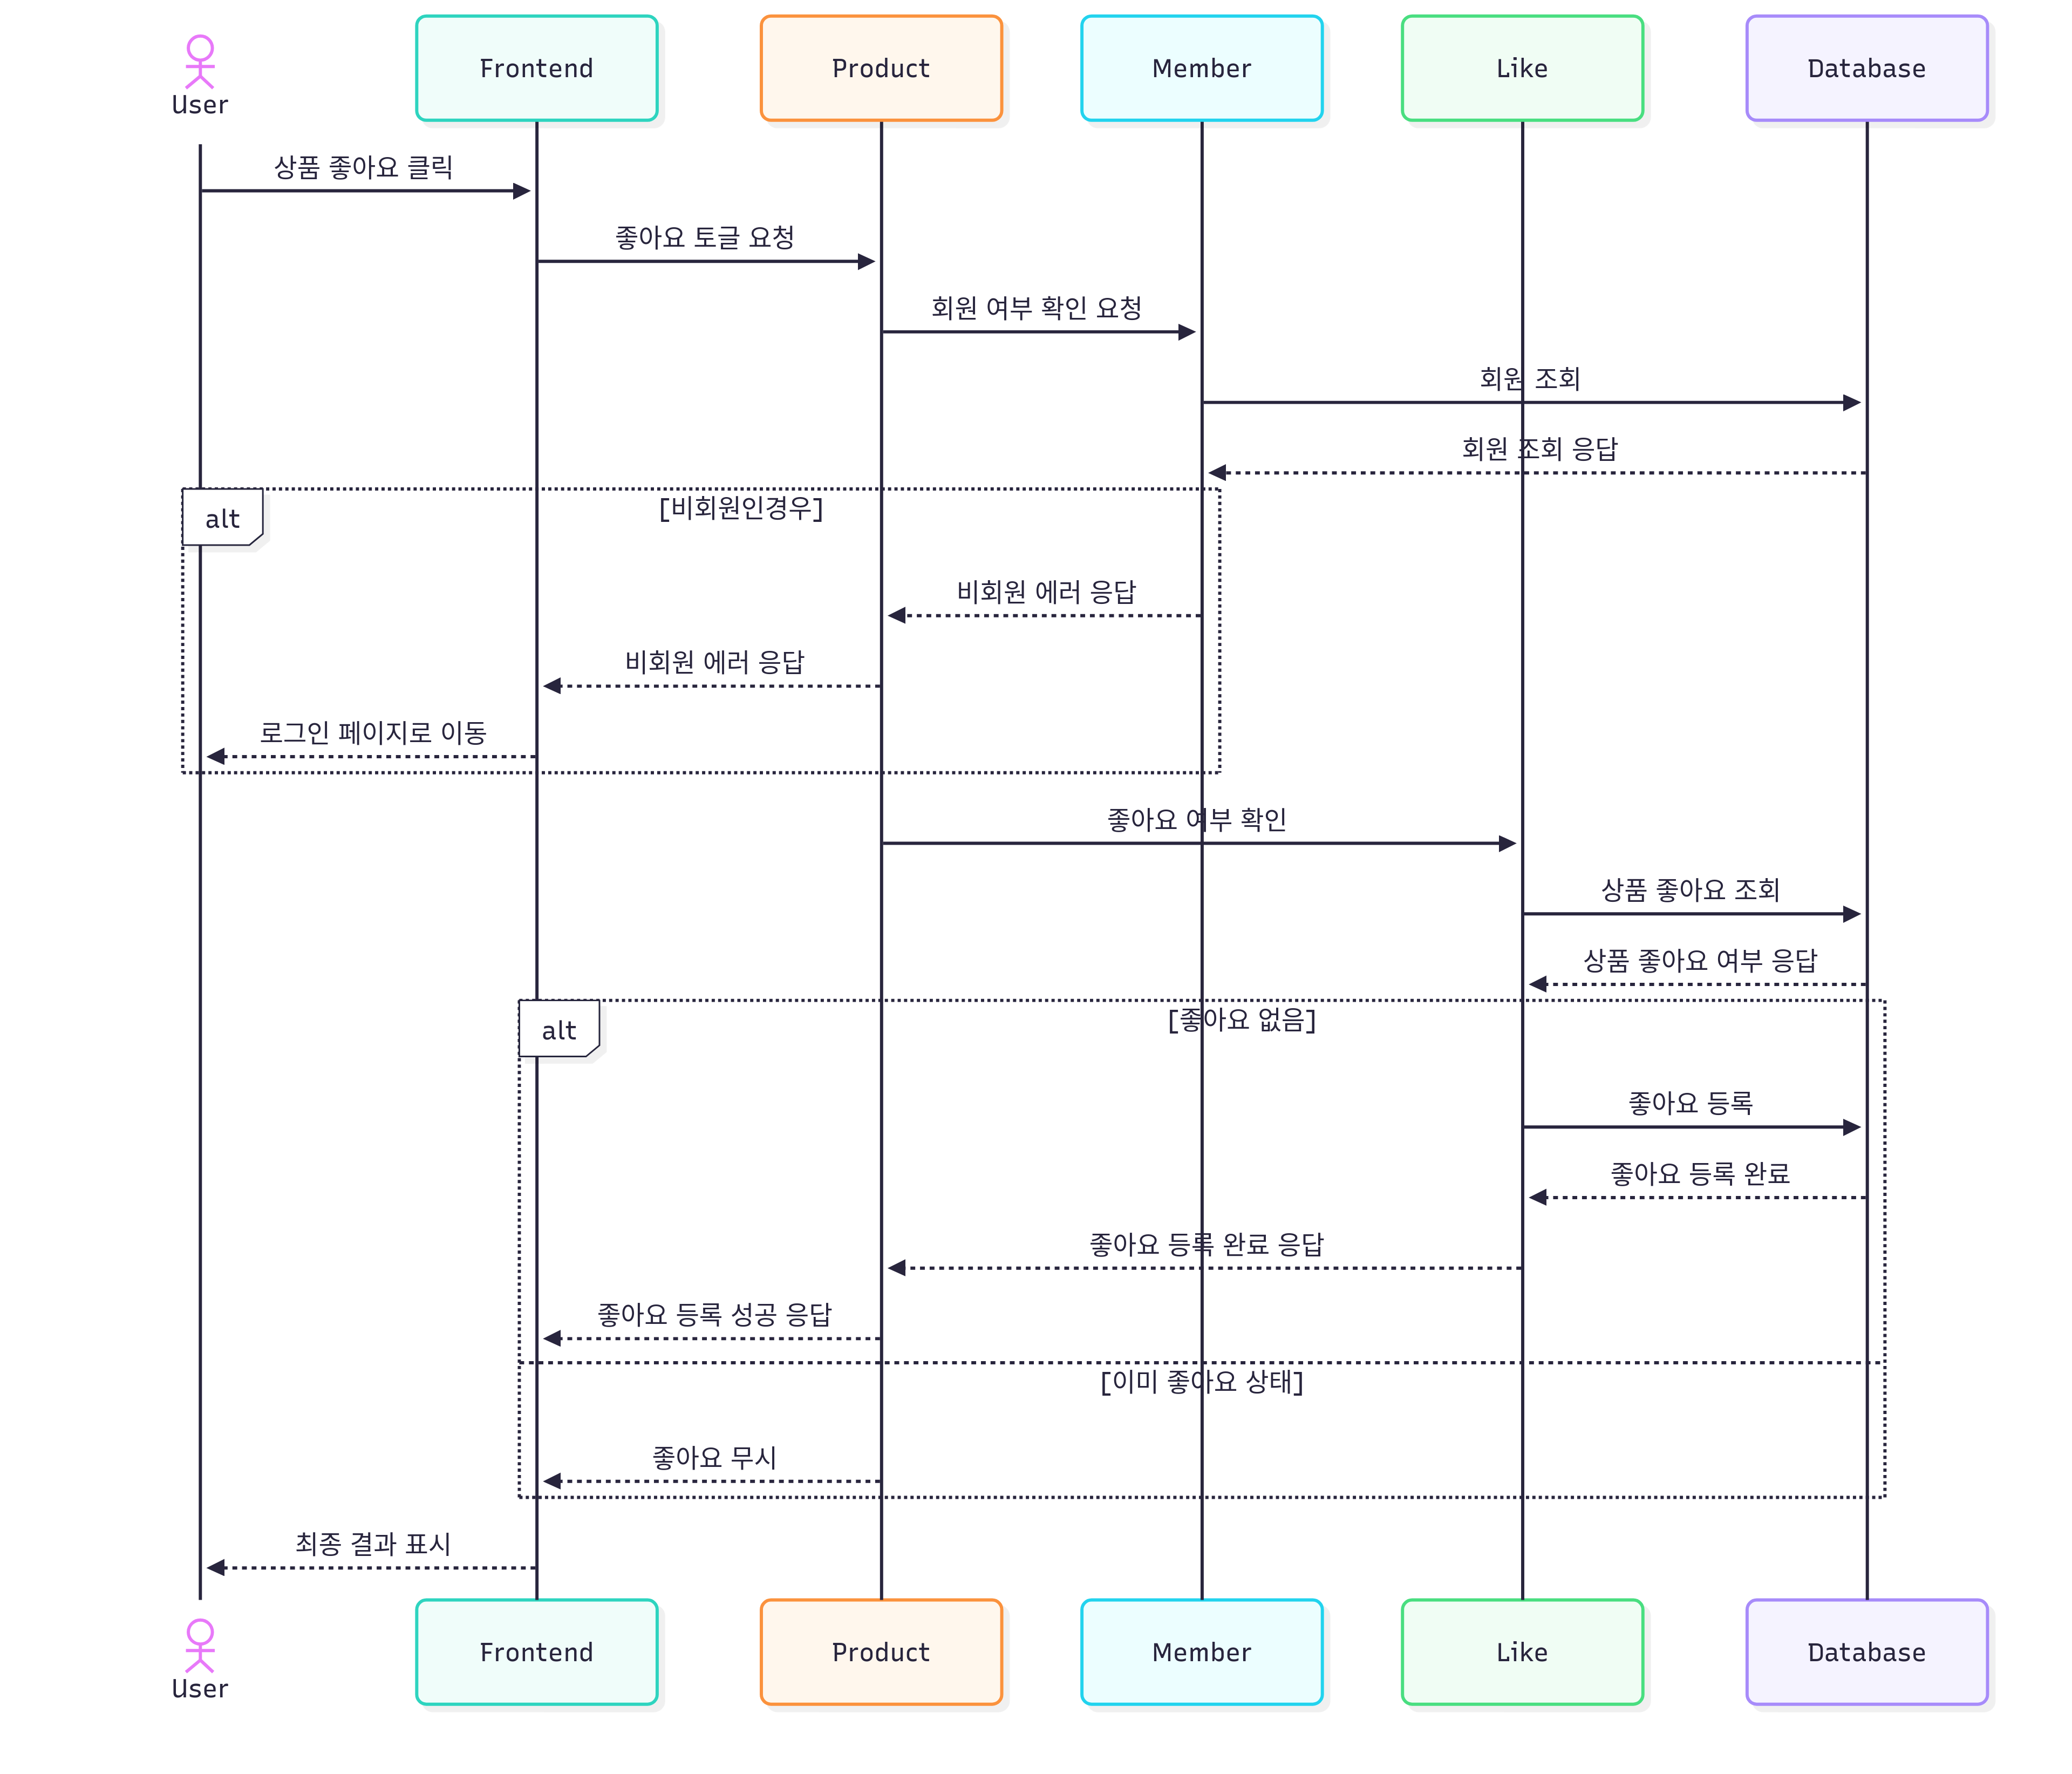 User
Frontend
Product
Member
Like
Database
상품 좋아요 클릭
좋아요 토글 요청
회원 여부 확인 요청
회원 조회
회원 조회 응답
alt
[비회원인경우]
비회원 에러 응답
비회원 에러 응답
로그인 페이지로 이동
좋아요 여부 확인
상품 좋아요 조회
상품 좋아요 여부 응답
alt
[좋아요 없음]
좋아요 등록
좋아요 등록 완료
좋아요 등록 완료 응답
좋아요 등록 성공 응답
[이미 좋아요 상태]
좋아요 무시
최종 결과 표시
User
Frontend
Product
Member
Like
Database